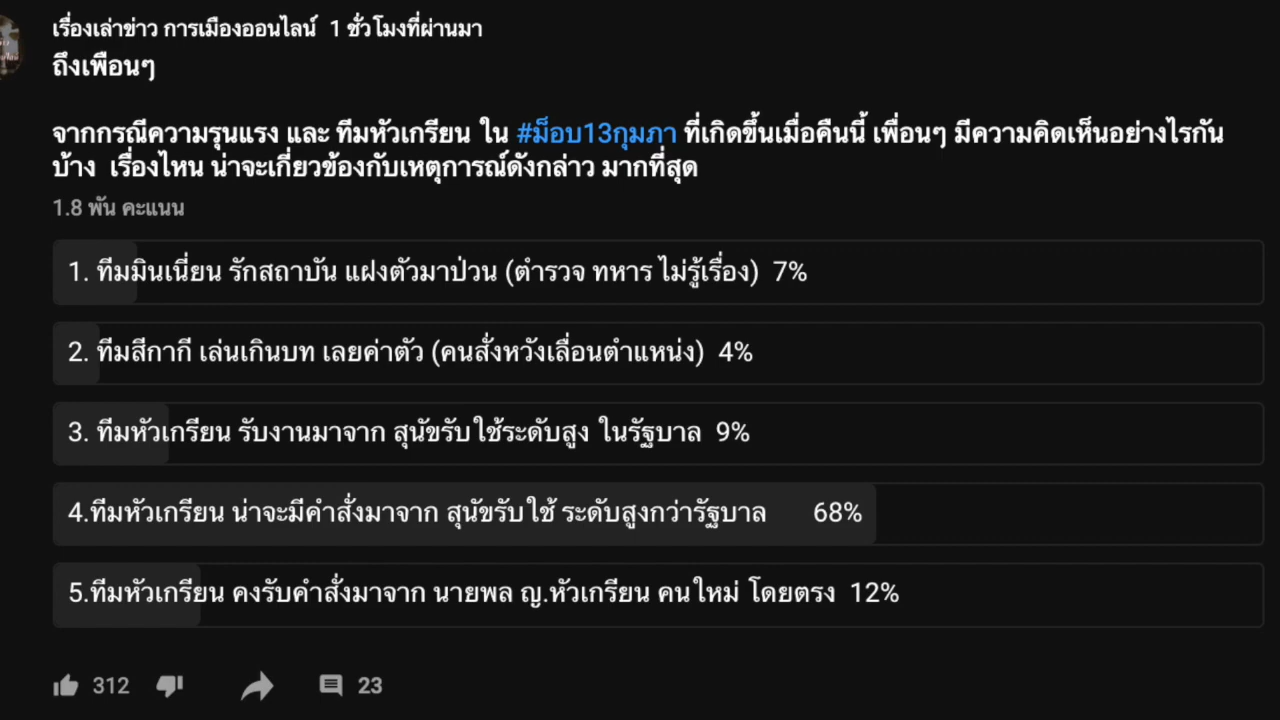 เรื่องเล่าข่าว การเมืองออนไลน์ 1 ชั่วโมงที่ผ่านมา
ถึงเพือนๆ
จากกรณีความรุนแรง และ ทีมหัวเกรียน ใน #ม็อบ13กุมภา ที่เกิดขึ้นเมื่อคืนนี้ เพื่อนๆ มีความคิดเห็นอย่างไรกัน
บ้าง เรื่องไหน น่าจะเกี่ยวข้องกับเหตุการณ์ดังกล่าว มากที่สุด
1.8 พัน คะแนน
1. ทีมมินเนี่ยน รักสถาบัน แฝงตัวมาป่วน (ตำรวจ ทหาร ไม่รู้เรื่อง) 7%
2. ทีมสีกากี เล่นเกินบท เลยค่าตัว (คนสั่งหวังเลื่อนตำแหน่ง) 4%
3. ทีมหัวเกรียน รับงานมาจาก สุนัขรับใช้ระดับสูง ในรัฐบาล 9%
4.ทีมหัวเกรียน น่าจะมีคำสั่งมาจาก สุนัขรับใช้ ระดับสูงกว่ารัฐบาล 68%
5.ทีมหัวเกรียน คงรับคำสั่งมาจาก นายพล ญ.หัวเกรียน คนใหม่ โดยตรง 12%
312 23